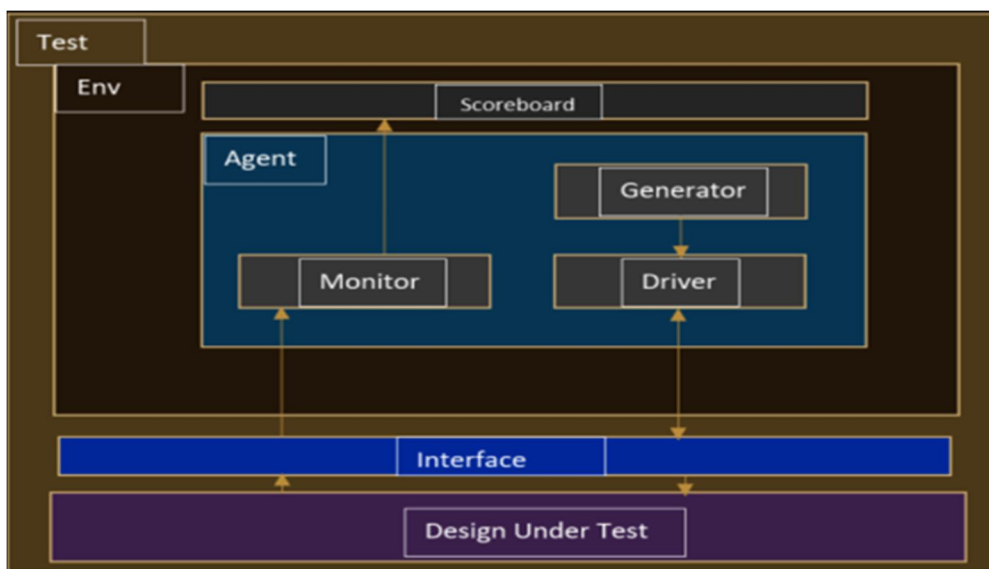 Test
Env
Scoreboard
Agent
Generator
Monitor
Driver
Interface
Design Under Test